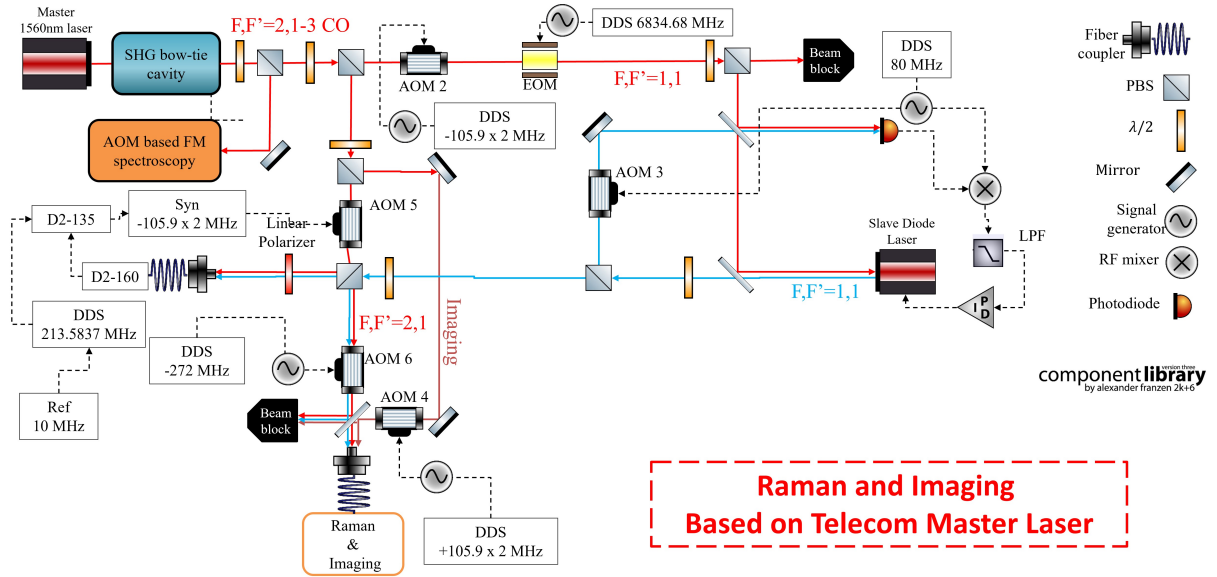 Master
1560nm laser
SHG bow-tie
cavity
F,F’=2,1-3 CO
AOM based FM
spectroscopy
AOM 2
DDS
-105.9 x 2 MHz
DDS 6834.68 MHz
EOM
F,F’=1,1
Beam
block
DDS
80 MHz
AOM 3
LPF
Slave Diode
Laser
P
I
D
F,F’=1,1
D2-135
Syn
-105.9 x 2 MHz
AOM 5
Linear
Polarizer
D2-160
DDS
213.5837 MHz
Ref
10 MHz
DDS
-272 MHz
F,F’=2,1
Imaging
AOM 6
Beam
block
AOM 4
Raman
&
Imaging
DDS
+105.9 x 2 MHz
Fiber
coupler
PBS
λ/2
Mirror
Signal
generator
RF mixer
Photodiode
componentlibrary
version three
by alexander franzen 2k+6
Raman and Imaging
Based on Telecom Master Laser